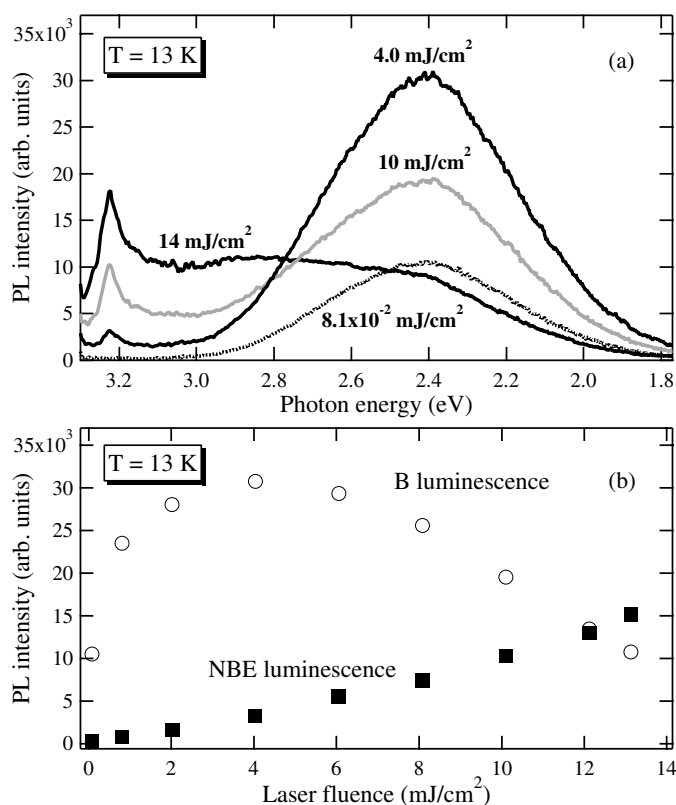 35x10³
T = 13 K
(a)
4.0 mJ/cm²
30
25
20
10 mJ/cm²
15
14 mJ/cm²
10
8.1x10⁻² mJ/cm²
5
0
PL intensity (arb. units)
3.2 3.0 2.8 2.6 2.4 2.2 2.0 1.8
Photon energy (eV)
35x10³
T = 13 K
B luminescence
(b)
30
25
20
15
NBE luminescence
10
5
0
PL intensity (arb. units)
0 2 4 6 8 10 12 14
Laser fluence (mJ/cm²)